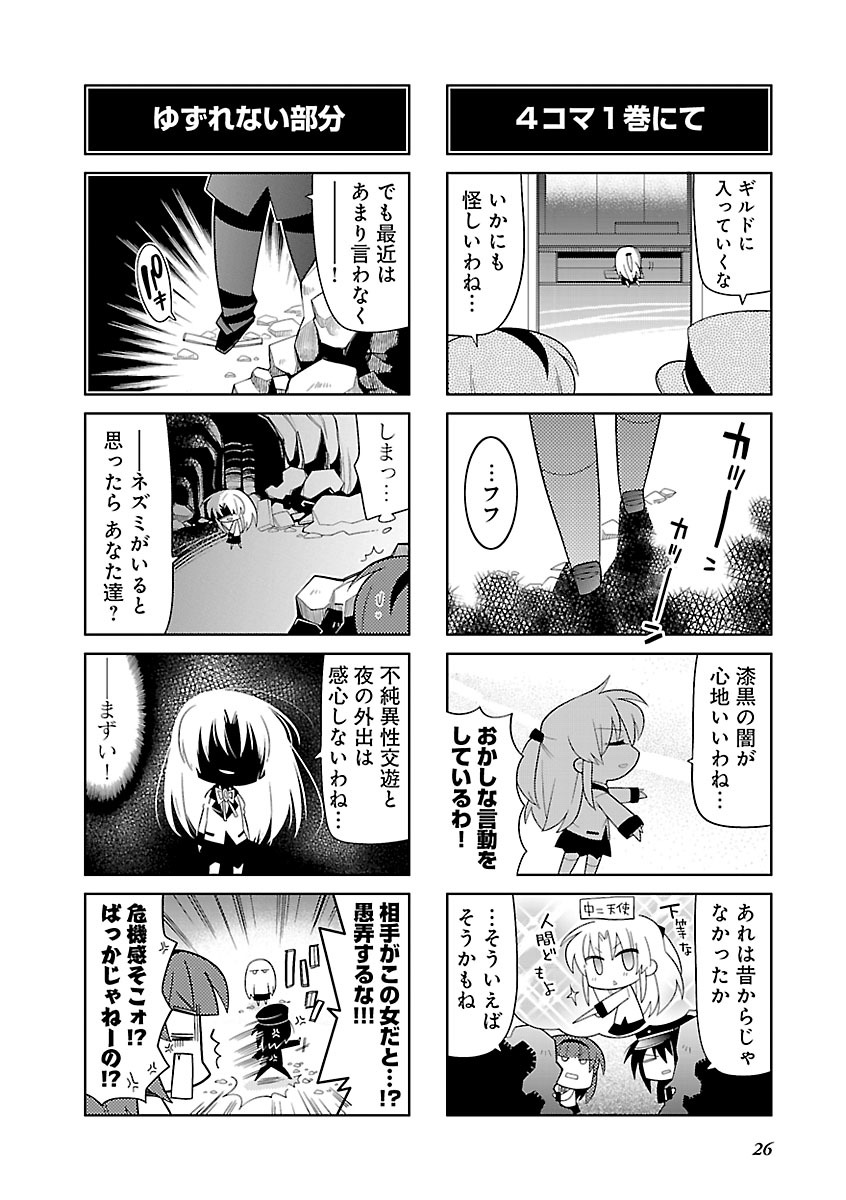 4コマ1巻にて
ギルドに
入っていくな
いかにも
怪しいわね…
カッ
カッ
…フフ
漆黒の闇が
心地いいわね…
おかしな言動を
しているわ！
あれは昔からじゃ
なかったか
中二天使
下等な
人間どもよ
…そういえば
そうかもね
ゆずれない部分
でも最近は
あまり言わなく
――！
パキ
しまっ…
――ネズミがいると
思ったら あなた達？
不純異性交遊と
夜の外出は
感心しないわね…
――まずい！
相手がこの女だと…!?
愚弄するな!!!
危機感そこォ!?
ばっかじゃねーの!?
26